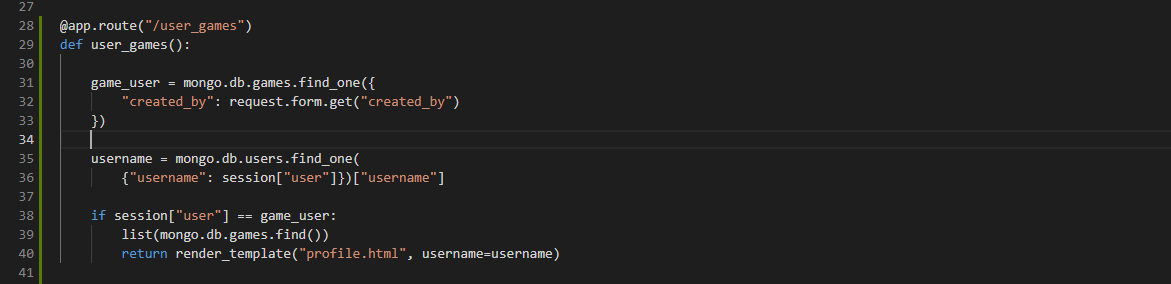 27
28 @app.route("/user_games")
29 def user_games():
30
31     game_user = mongo.db.games.find_one({
32         "created_by": request.form.get("created_by")
33     })
34
35     username = mongo.db.users.find_one(
36         {"username": session["user"]})["username"]
37
38     if session["user"] == game_user:
39         list(mongo.db.games.find())
40         return render_template("profile.html", username=username)
41